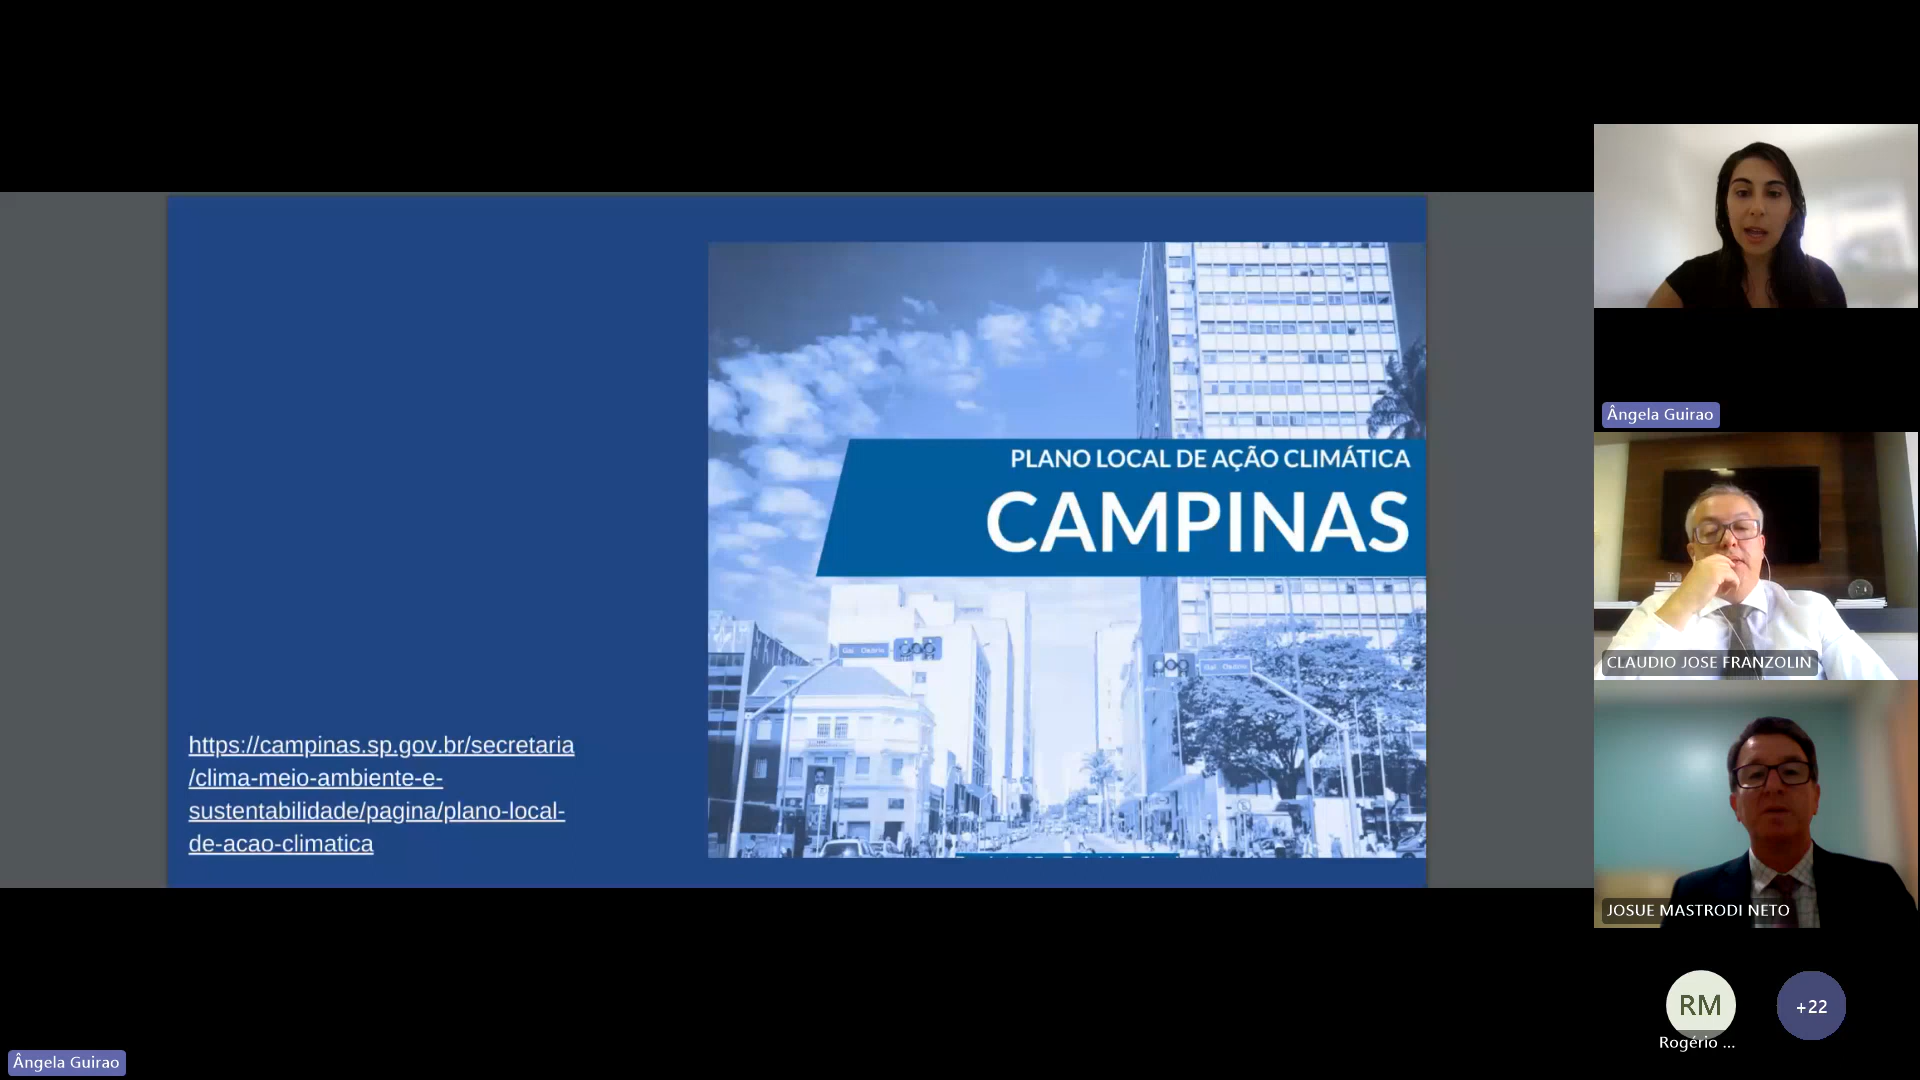 PLANO LOCAL DE AÇÃO CLIMÁTICA
CAMPINAS
https://campinas.sp.gov.br/secretaria
/clima-meio-ambiente-e-
sustentabilidade/pagina/plano-local-
de-acao-climatica
Ângela Guirao
CLAUDIO JOSE FRANZOLIN
JOSUE MASTRODI NETO
RM
+22
Rogério ...
Ângela Guirao